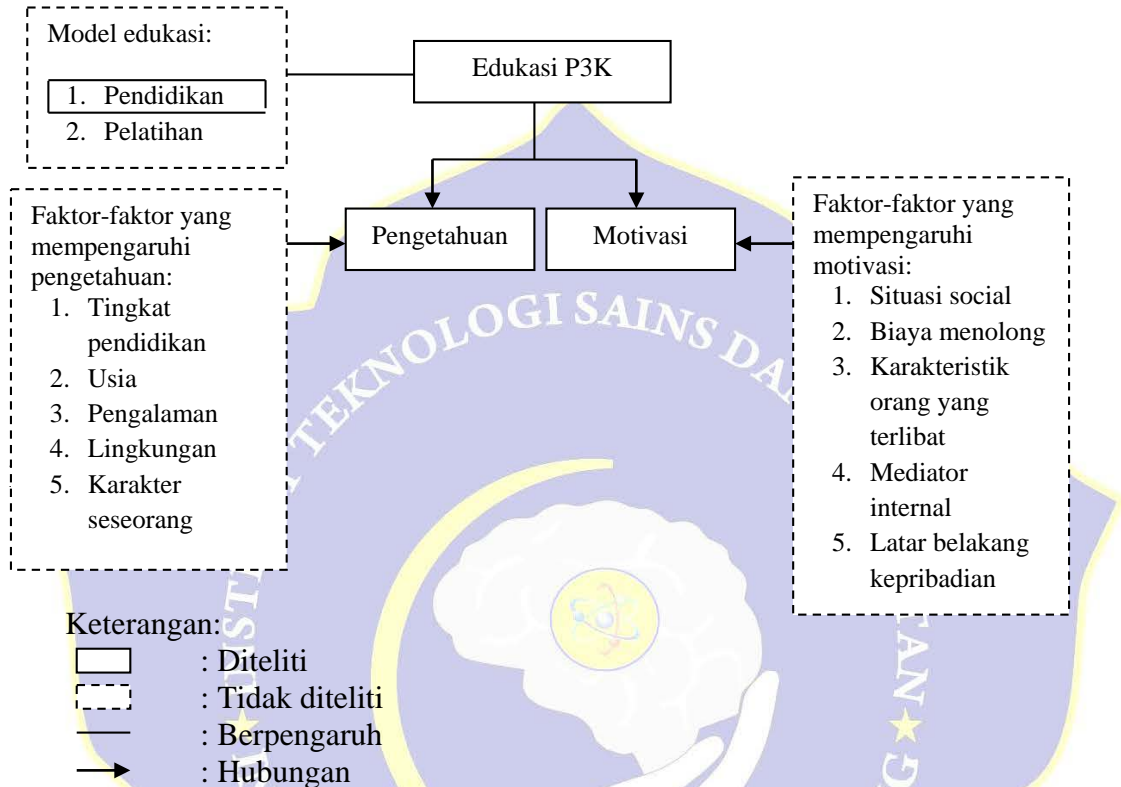 Model edukasi:
1. Pendidikan
2. Pelatihan
Edukasi P3K
Faktor-faktor yang
mempengaruhi
pengetahuan:
1. Tingkat
pendidikan
2. Usia
3. Pengalaman
4. Lingkungan
5. Karakter
seseorang
Pengetahuan
Motivasi
Faktor-faktor yang
mempengaruhi
motivasi:
1. Situasi social
2. Biaya menolong
3. Karakteristik
orang yang
terlibat
4. Mediator
internal
5. Latar belakang
kepribadian
TEKNOLOGI SAINS
Keterangan:
: Diteliti
: Tidak diteliti
: Berpengaruh
: Hubungan